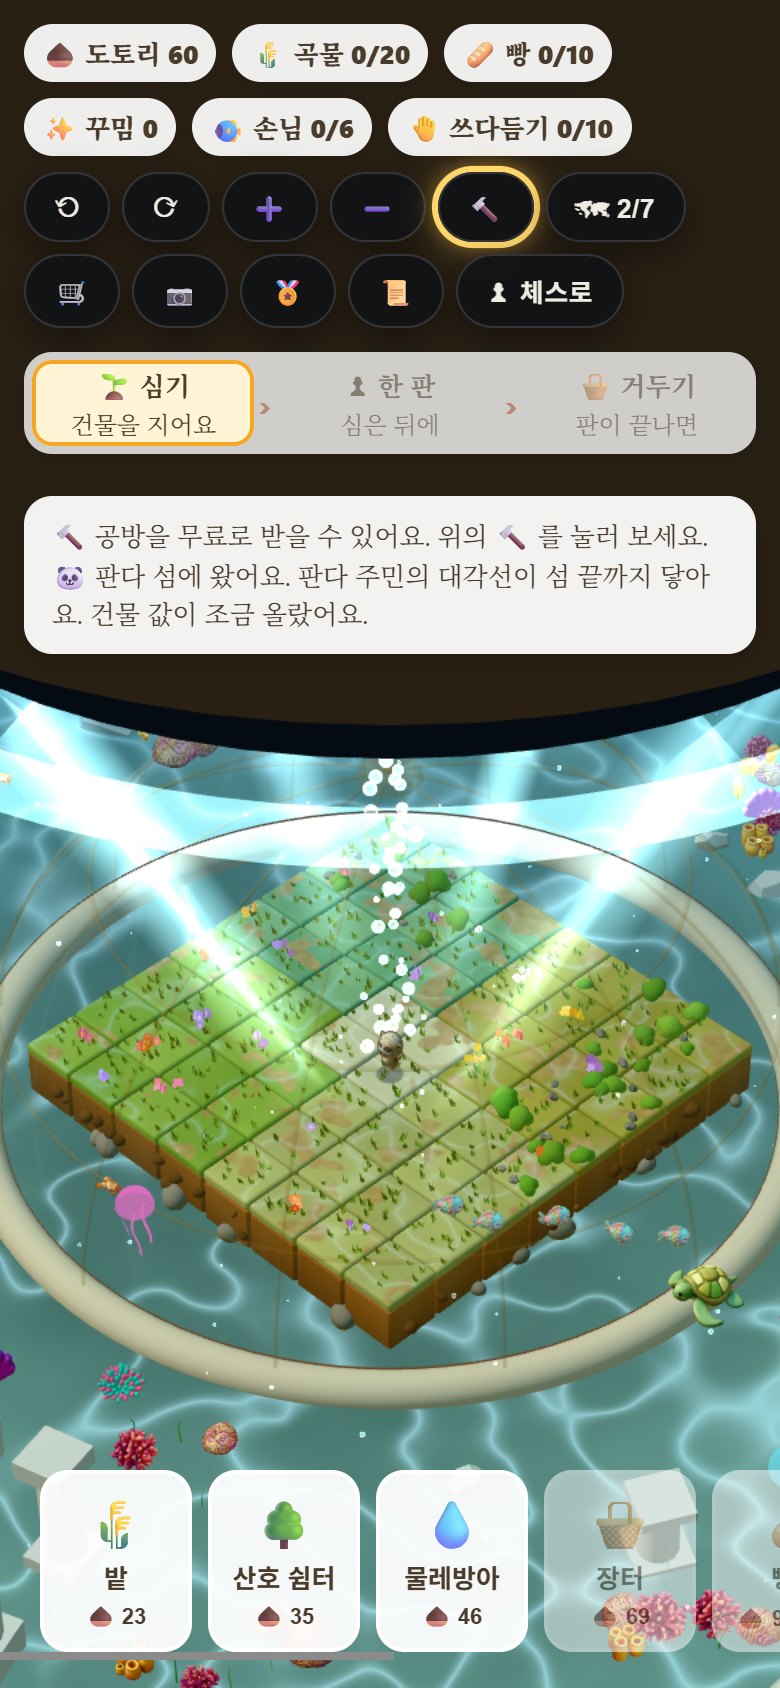 도토리 60
곡물 0/20
빵 0/10
꾸밈 0
손님 0/6
쓰다듬기 0/10
2/7
체스로
심기
건물을 지어요
한 판
심은 뒤에
거두기
판이 끝나면
공방을 무료로 받을 수 있어요. 위의 🔨 를 눌러 보세요.
판다 섬에 왔어요. 판다 주민의 대각선이 섬 끝까지 닿아
요. 건물 값이 조금 올랐어요.
밭
23
산호 쉼터
35
물레방아
46
장터
69